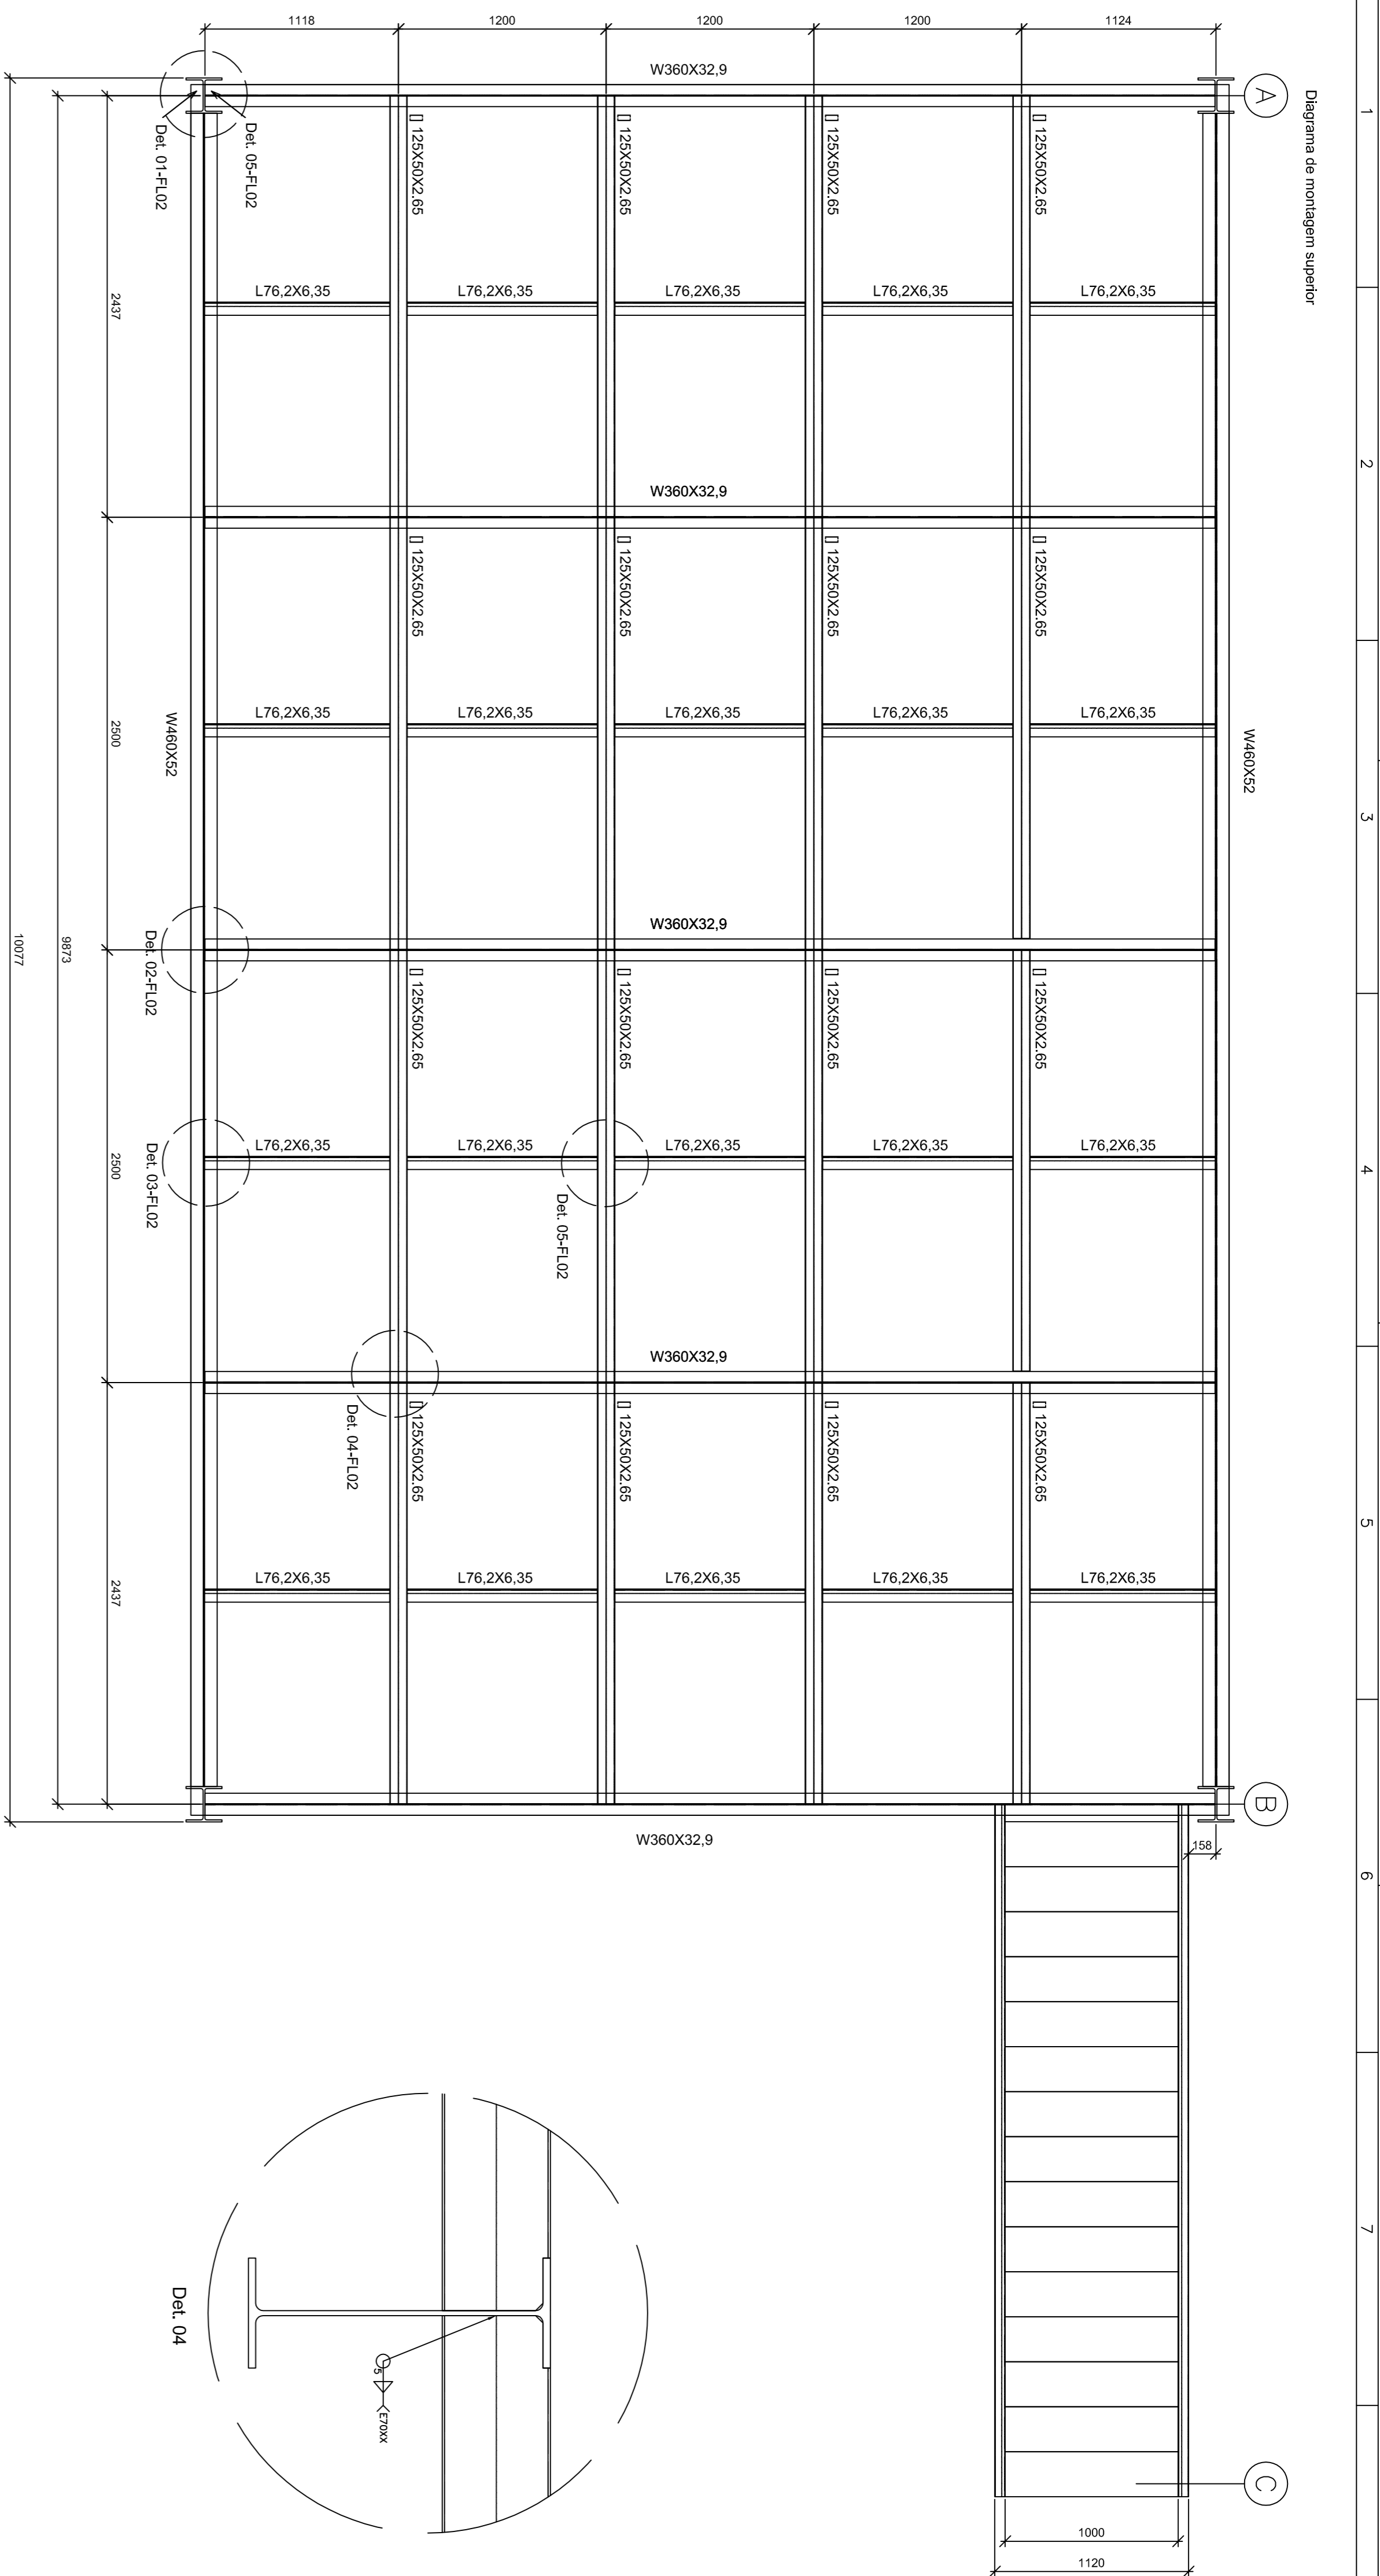 Diagrama de montagem superior
1
2
3
4
5
6
7
A
B
C
1118
1200
1200
1200
1124
W360X32,9
[] 125X50X2.65
[] 125X50X2.65
[] 125X50X2.65
[] 125X50X2.65
Det. 05-FL02
Det. 01-FL02
L76,2X6,35
L76,2X6,35
L76,2X6,35
L76,2X6,35
L76,2X6,35
2437
W360X32,9
[] 125X50X2.65
[] 125X50X2.65
[] 125X50X2.65
[] 125X50X2.65
L76,2X6,35
L76,2X6,35
L76,2X6,35
L76,2X6,35
L76,2X6,35
2500
W460X52
W460X52
W360X32,9
Det. 02-FL02
9873
10077
[] 125X50X2.65
[] 125X50X2.65
[] 125X50X2.65
[] 125X50X2.65
L76,2X6,35
L76,2X6,35
L76,2X6,35
L76,2X6,35
L76,2X6,35
2500
Det. 03-FL02
Det. 05-FL02
W360X32,9
Det. 04-FL02
[] 125X50X2.65
[] 125X50X2.65
[] 125X50X2.65
[] 125X50X2.65
L76,2X6,35
L76,2X6,35
L76,2X6,35
L76,2X6,35
L76,2X6,35
2437
W360X32,9
158
1000
1120
5
E70XX
Det. 04